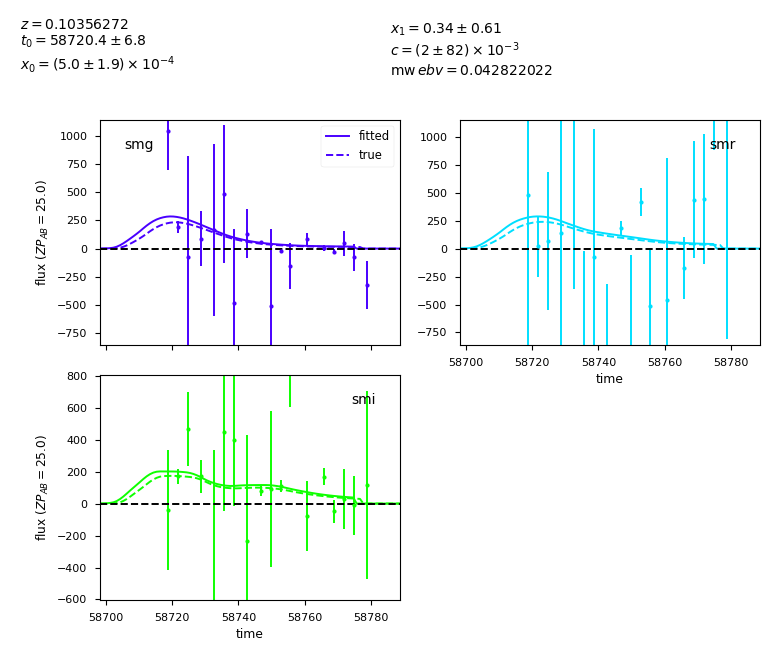 z = 0.10356272
t₀ = 58720.4 ± 6.8
x₀ = (5.0 ± 1.9) × 10⁻⁴
x₁ = 0.34 ± 0.61
c = (2 ± 82) × 10⁻³
mw ebv = 0.042822022
smg
fitted
true
1000
750
500
250
0
−250
−500
−750
flux (ZP_AB = 25.0)
smr
1000
750
500
250
0
−250
−500
−750
58700 58720 58740 58760 58780
time
smi
800
600
400
200
0
−200
−400
−600
flux (ZP_AB = 25.0)
58700 58720 58740 58760 58780
time